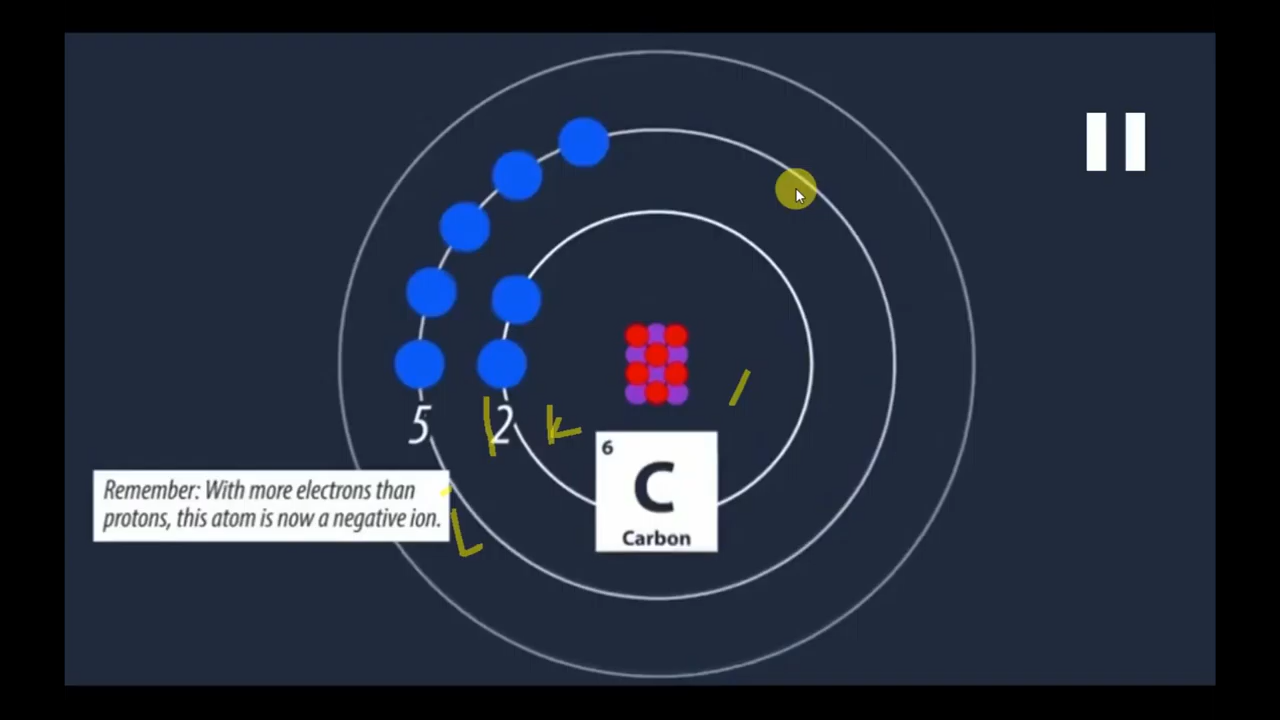 5
2
K
6
C
Carbon
Remember: With more electrons than
protons, this atom is now a negative ion.
L